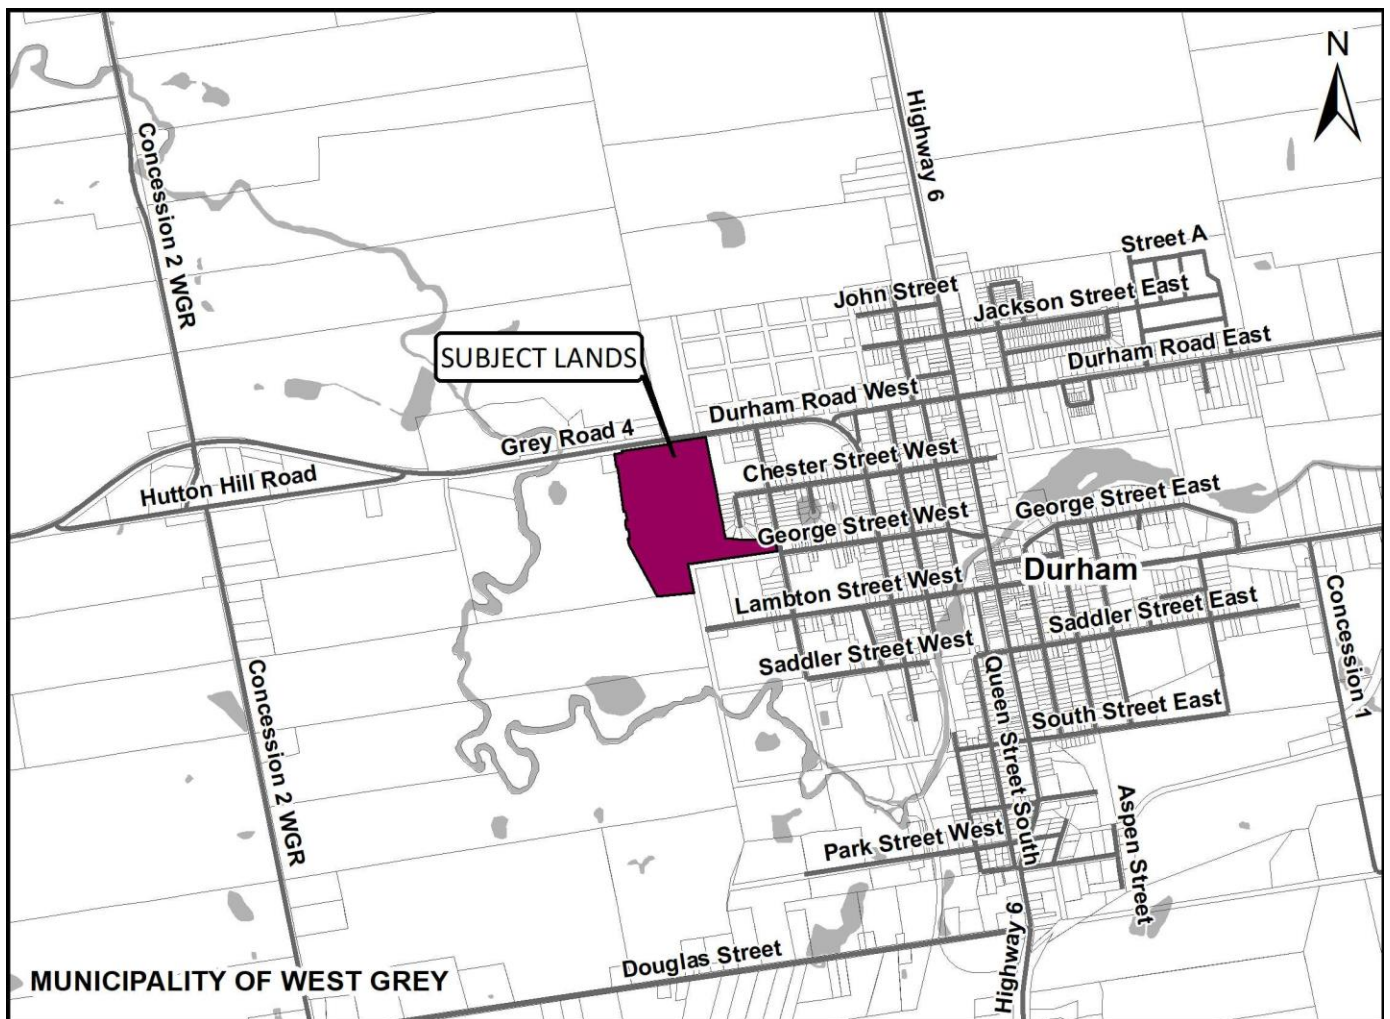 N
Highway 6
Concession 2 WGR
Street A
John Street
Jackson Street East
SUBJECT LANDS
Durham Road East
Durham Road West
Grey Road 4
Chester Street West
Hutton Hill Road
George Street East
George Street West
Durham
Lambton Street West
Saddler Street East
Concession 1
Saddler Street West
Concession 2 WGR
Queen Street South
South Street East
Aspen Street
Park Street West
Highway 9
Douglas Street
MUNICIPALITY OF WEST GREY